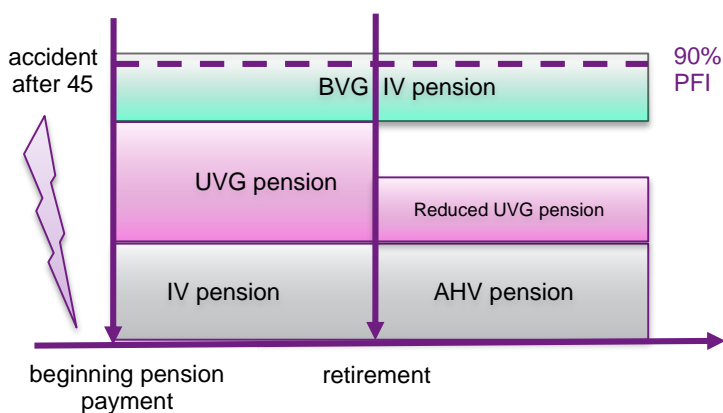 accident
after 45
90%
PFI
BVG IV pension
UVG pension
Reduced UVG pension
IV pension
AHV pension
beginning pension
payment
retirement